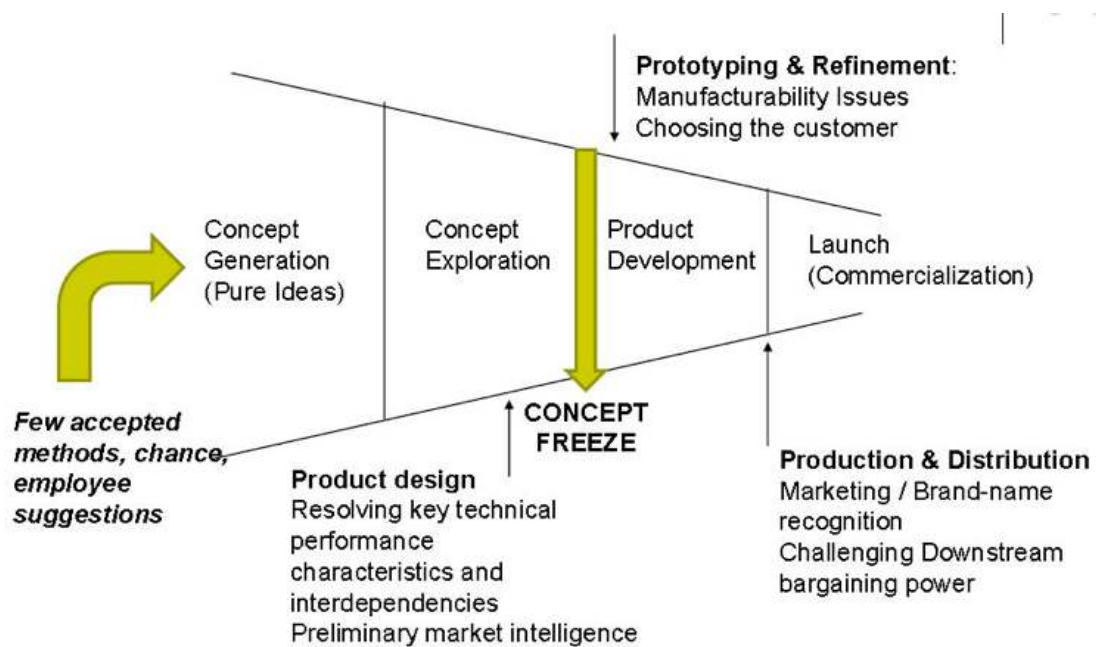 Prototyping & Refinement:
Manufacturability Issues
Choosing the customer
Concept
Generation
(Pure Ideas)
Concept
Exploration
Product
Development
Launch
(Commercialization)
Few accepted
methods, chance,
employee
suggestions
CONCEPT
FREEZE
Product design
Resolving key technical
performance
characteristics and
interdependencies
Preliminary market intelligence
Production & Distribution
Marketing / Brand-name
recognition
Challenging Downstream
bargaining power